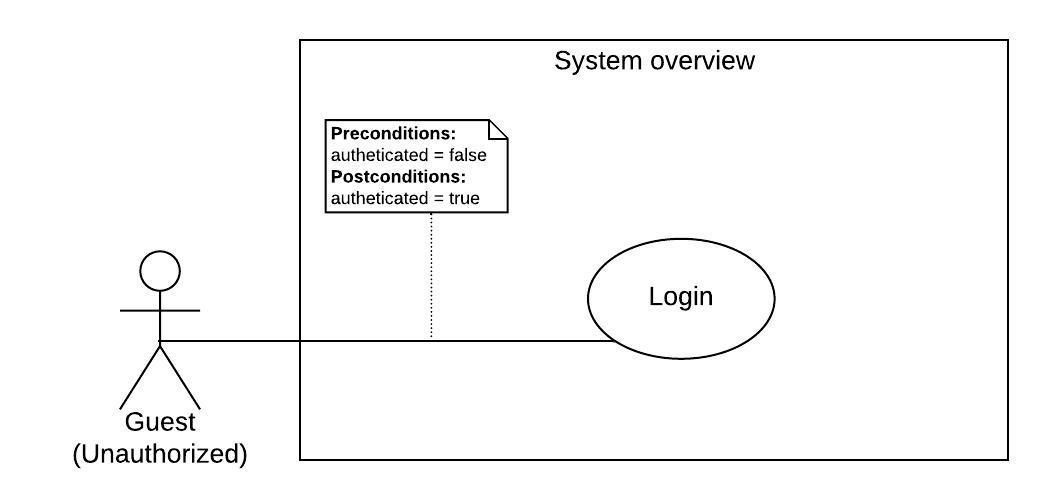 System overview
Preconditions:
autheticated = false
Postconditions:
autheticated = true
Login
Guest
(Unauthorized)